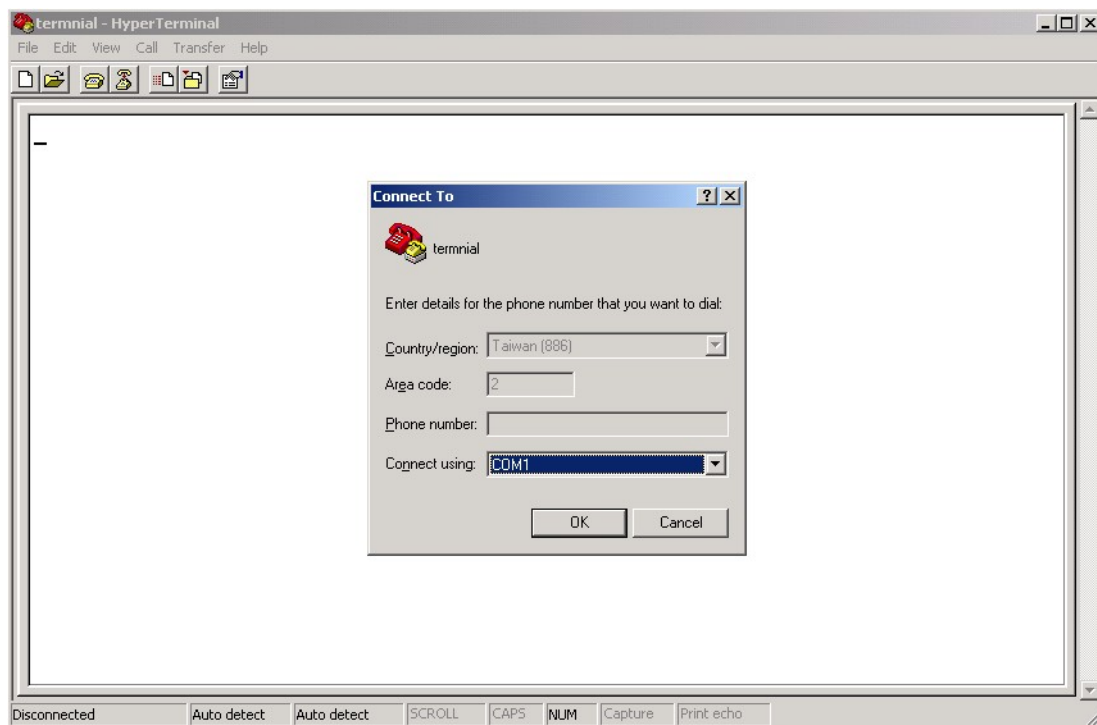 termnial - HyperTerminal
File Edit View Call Transfer Help
Connect To
termnial
Enter details for the phone number that you want to dial:
Country/region: Taiwan (886)
Area code: 2
Phone number:
Connect using: COM1
OK Cancel
Disconnected Auto detect Auto detect SCROLL CAPS NUM Capture Print echo